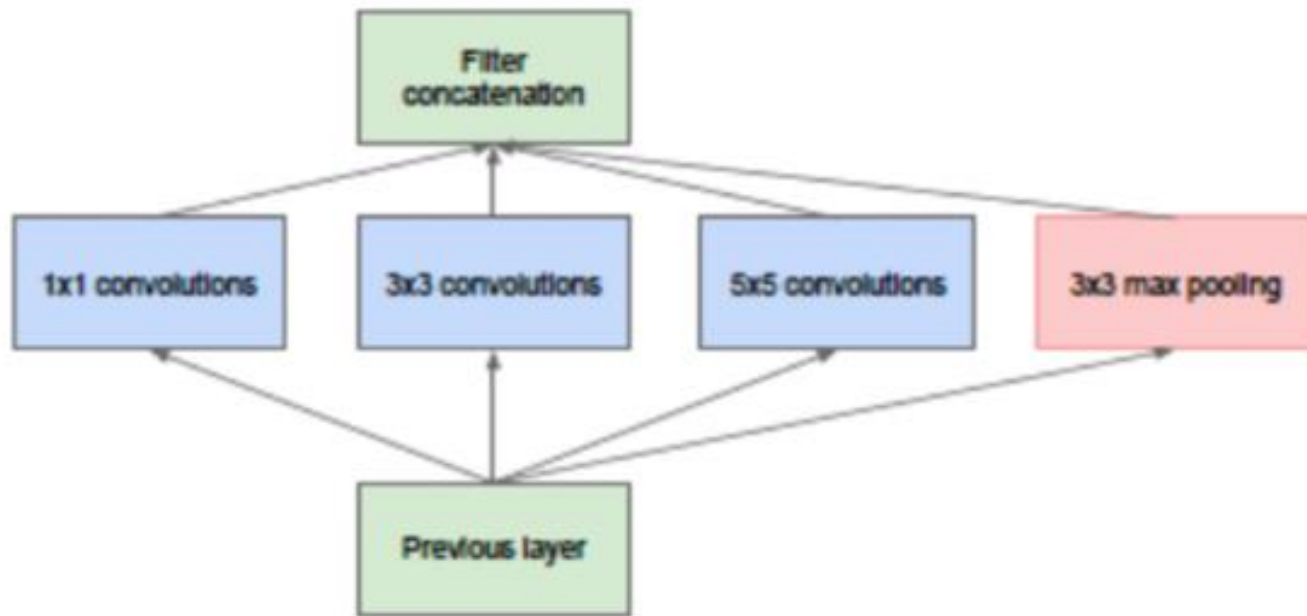 Filter
concatenation
1x1 convolutions
3x3 convolutions
5x5 convolutions
3x3 max pooling
Previous layer